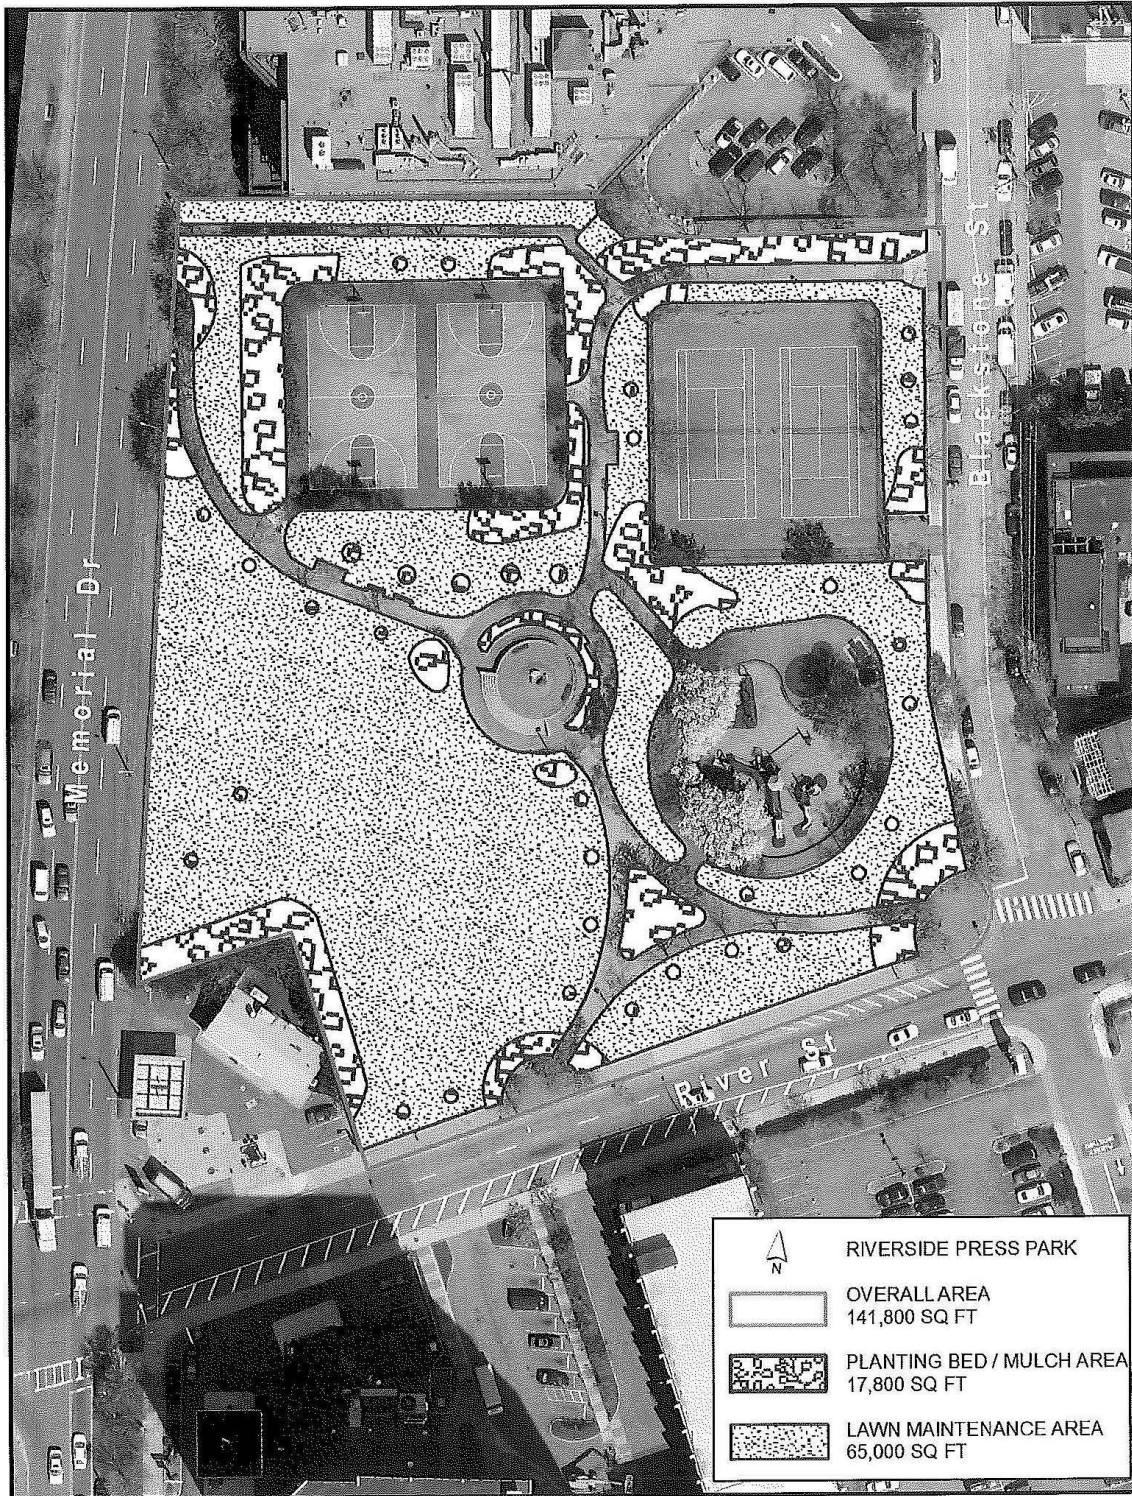 Memorial Dr
Blackstone St
River St
N
RIVERSIDE PRESS PARK
OVERALL AREA
141,800 SQ FT
PLANTING BED / MULCH AREA
17,800 SQ FT
LAWN MAINTENANCE AREA
65,000 SQ FT